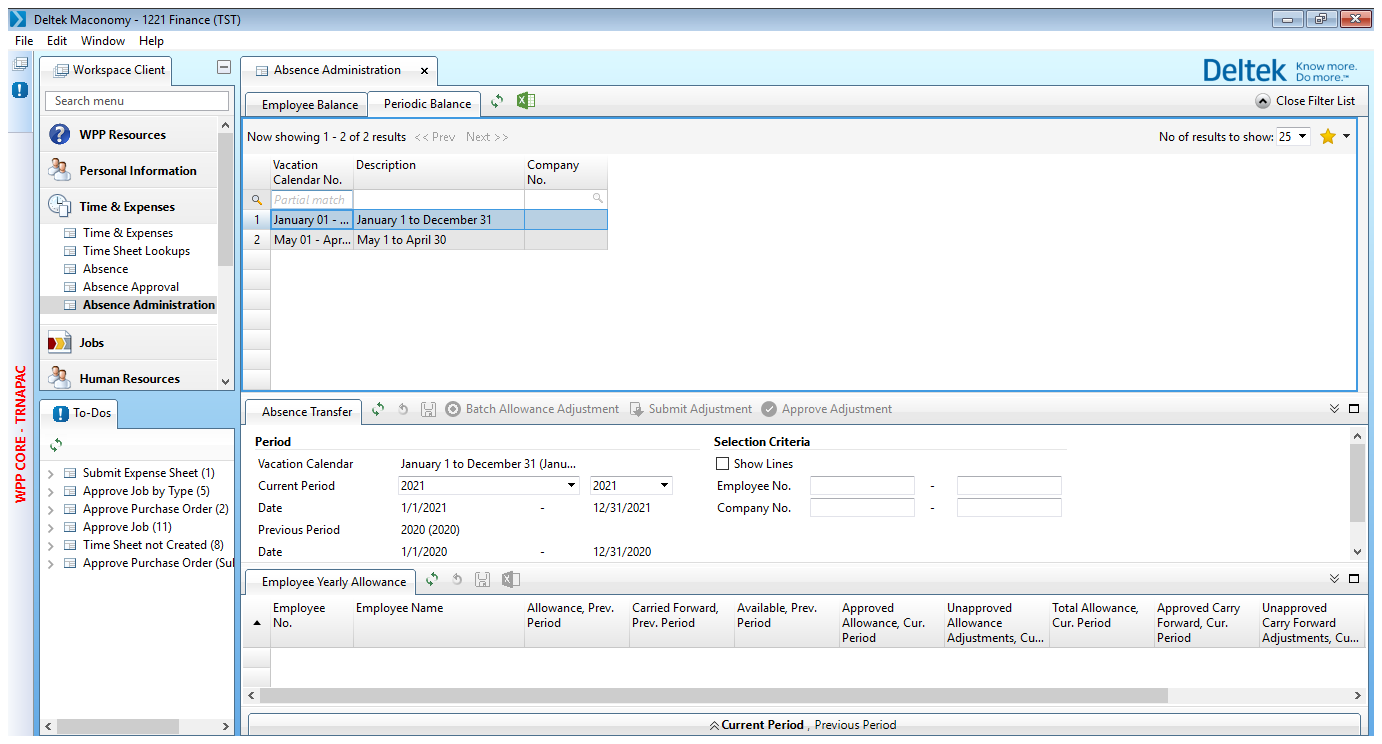 Deltek Maconomy - 1221 Finance (TST)
File Edit Window Help
WPP CORE - TRNAPAC
Workspace Client
Search menu
WPP Resources
Personal Information
Time & Expenses
Time & Expenses
Time Sheet Lookups
Absence
Absence Approval
Absence Administration
Jobs
Human Resources
To-Dos
Submit Expense Sheet (1)
Approve Job by Type (5)
Approve Purchase Order (2)
Approve Job (11)
Time Sheet not Created (8)
Approve Purchase Order (Sul
Absence Administration x
Deltek Know more.
Do more.™
Employee Balance Periodic Balance
Close Filter List
Now showing 1 - 2 of 2 results << Prev Next >>
No of results to show: 25
Vacation Description Company
Calendar No. No.
Partial match
1 January 01 - ... January 1 to December 31
2 May 01 - Apr... May 1 to April 30
Absence Transfer Batch Allowance Adjustment Submit Adjustment Approve Adjustment
Period Selection Criteria
Vacation Calendar January 1 to December 31 (Janu... Show Lines
Current Period 2021 2021 Employee No. -
Date 1/1/2021 - 12/31/2021 Company No. -
Previous Period 2020 (2020)
Date 1/1/2020 - 12/31/2020
Employee Yearly Allowance
Employee Employee Name Allowance, Prev. Carried Forward, Available, Prev. Approved Unapproved Total Allowance, Approved Carry Unapproved
No. Period Prev. Period Period Allowance, Cur. Allowance Cur. Period Forward, Cur. Carry Forward
Period Adjustments, Cu... Period Adjustments, Cu...
Current Period , Previous Period